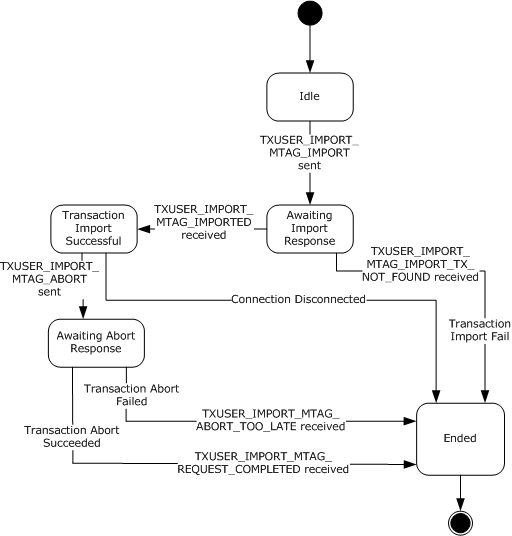 Idle
TXUSER_IMPORT_
MTAG_IMPORT
sent
Transaction
Import
Successful
TXUSER_IMPORT_
MTAG_IMPORTED
received
Awaiting
Import
Response
TXUSER_IMPORT_
MTAG_IMPORT_TX_
NOT_FOUND received
TXUSER_IMPORT_
MTAG_ABORT
sent
Connection Disconnected
Transaction
Import Fail
Awaiting Abort
Response
Transaction Abort
Failed
TXUSER_IMPORT_MTAG_
ABORT_TOO_LATE received
Transaction Abort
Succeeded
TXUSER_IMPORT_MTAG_
REQUEST_COMPLETED received
Ended